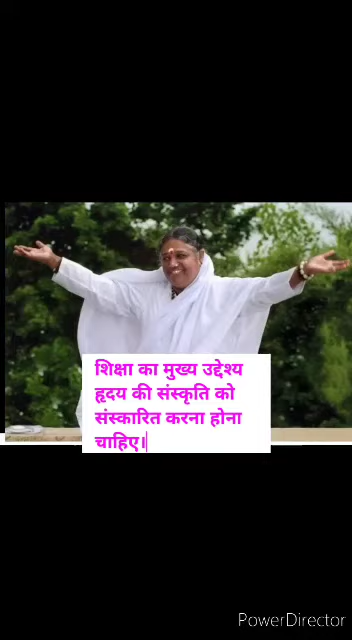 शिक्षा का मुख्य उद्देश्य
हृदय की संस्कृति को
संस्कारित करना होना
चाहिए।
PowerDirector